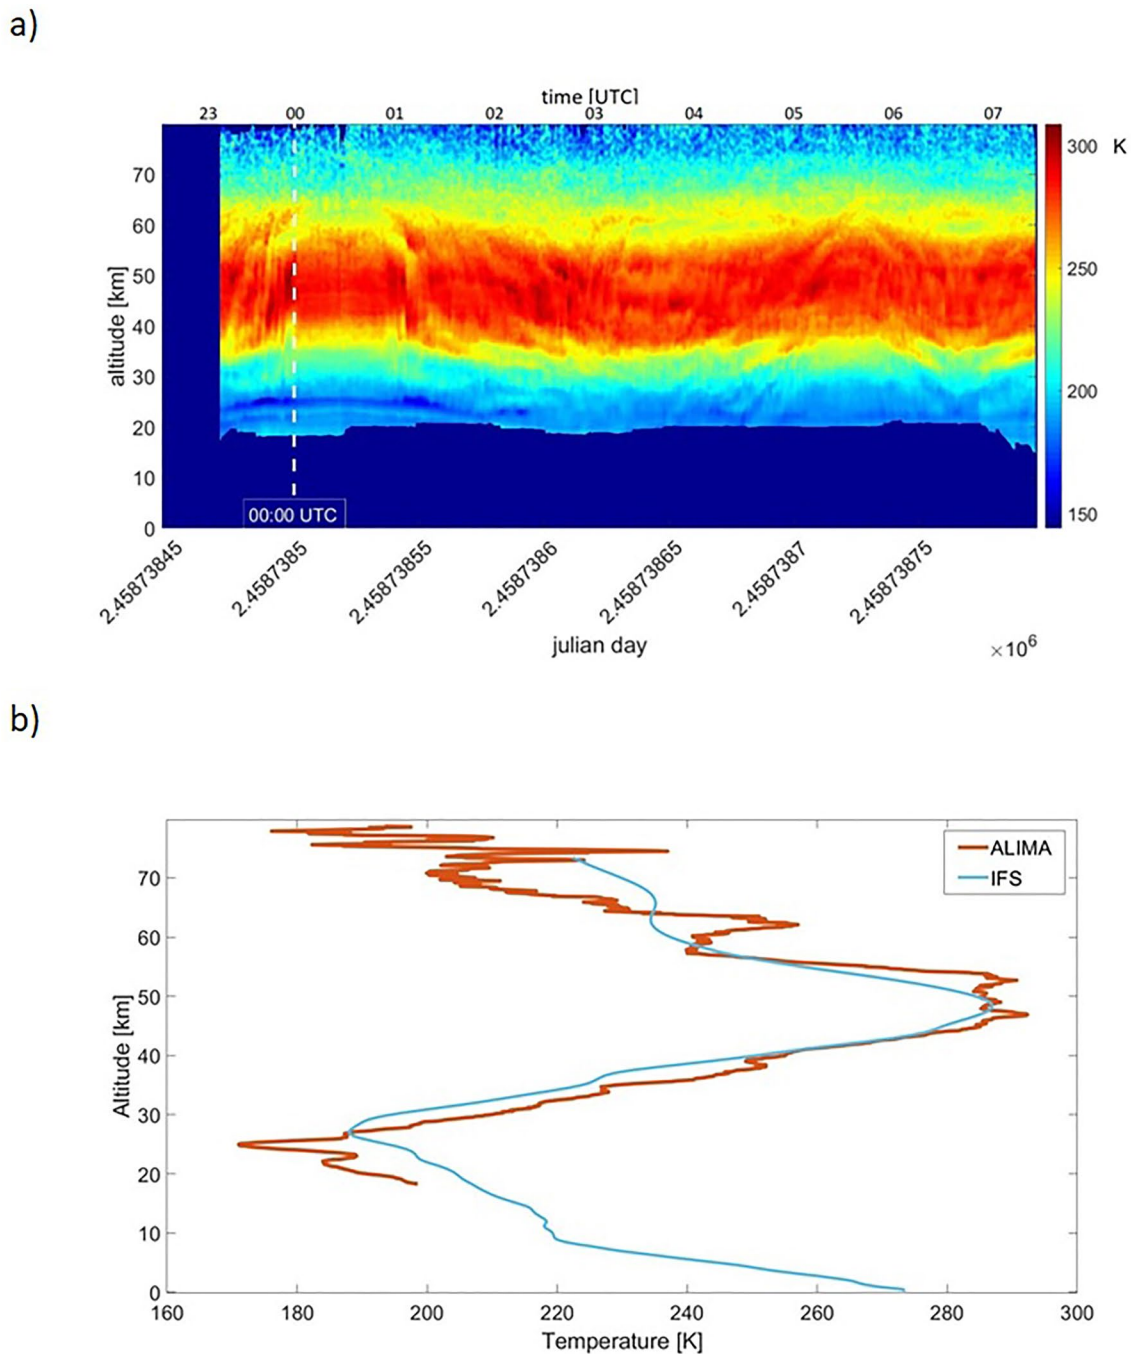 a)
time [UTC]
23 00 01 02 03 04 05 06 07
300 K
70
60
250
50
40
30
200
20
10
150
0
altitude [km]
00:00 UTC
2.45873845 2.4587385 2.45873855 2.4587386 2.45873865 2.4587387 2.45873875
julian day
×10⁶
b)
ALIMA
IFS
70
60
50
40
30
20
10
0
Altitude [km]
160 180 200 220 240 260 280 300
Temperature [K]